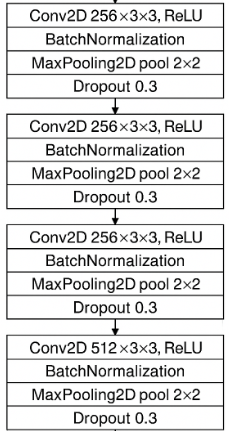 Conv2D 256×3×3, ReLU
BatchNormalization
MaxPooling2D pool 2×2
Dropout 0.3
Conv2D 256×3×3, ReLU
BatchNormalization
MaxPooling2D pool 2×2
Dropout 0.3
Conv2D 256×3×3, ReLU
BatchNormalization
MaxPooling2D pool 2×2
Dropout 0.3
Conv2D 512×3×3, ReLU
BatchNormalization
MaxPooling2D pool 2×2
Dropout 0.3